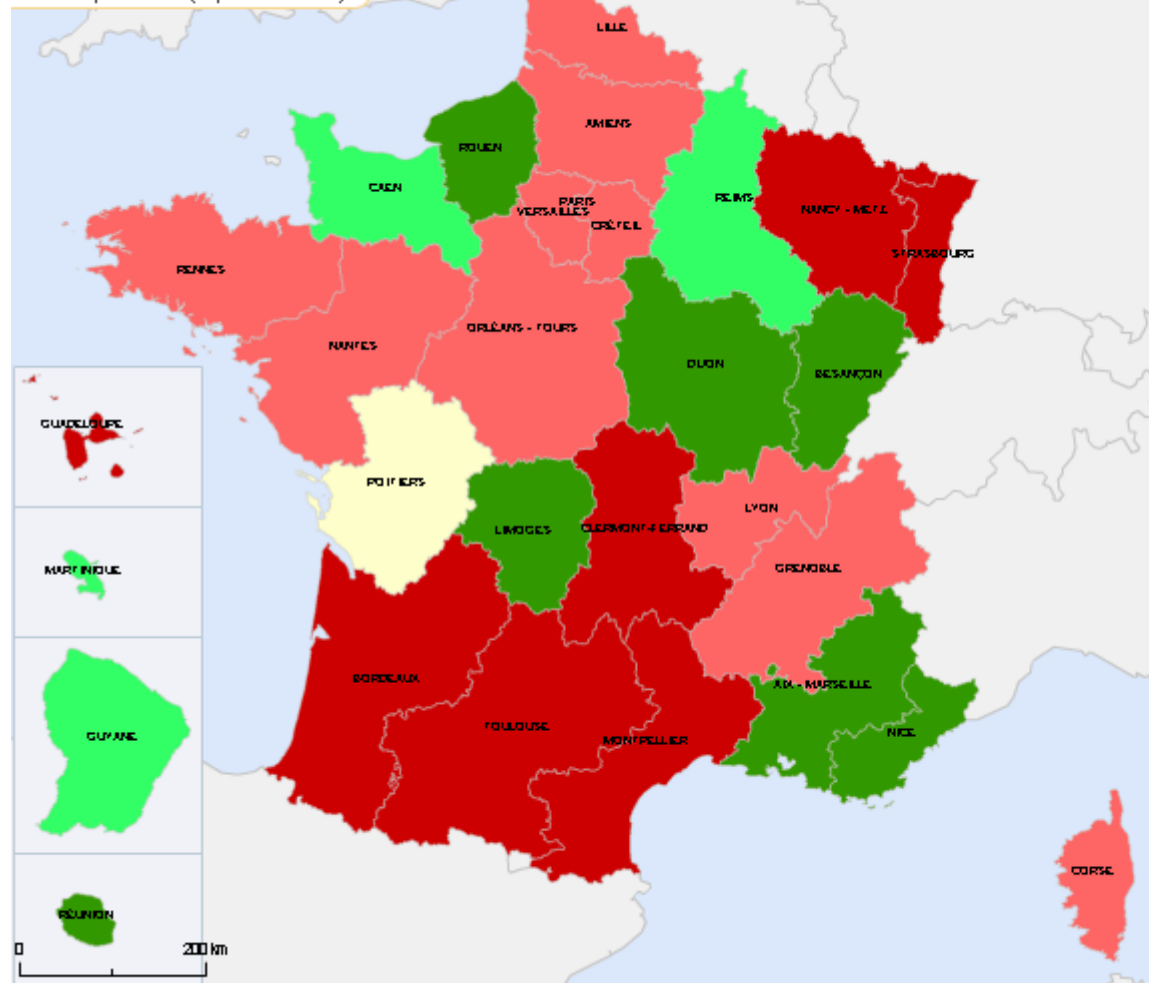 LILLE
AMIENS
ROUEN
CAEN
PARIS
VERSAILLES
CRÉTEIL
REIMS
NANCY - METZ
STRASBOURG
RENNES
NANTES
ORLÉANS - TOURS
DIJON
BESANÇON
GUADELOUPE
POITIERS
LIMOGES
CLERMONT-FERRAND
LYON
GRENOBLE
MARTINIQUE
BORDEAUX
TOULOUSE
MONTPELLIER
AIX - MARSEILLE
NICE
GUYANE
CORSE
RÉUNION
0 200 km